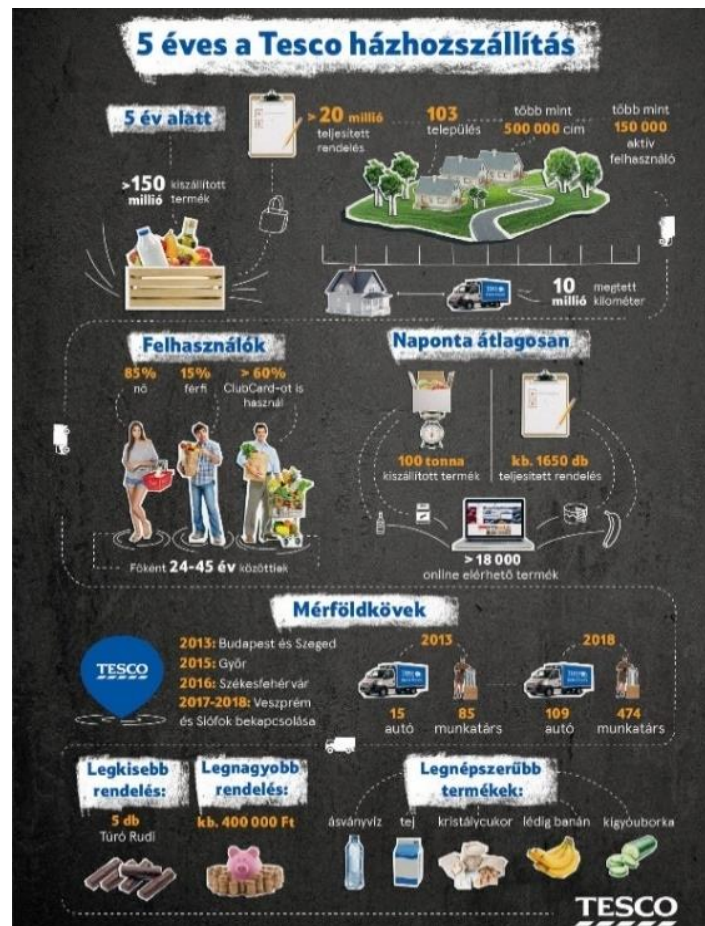 5 éves a Tesco házhozszállítás
5 év alatt
>150 kiszállított
millió termék
> 20 millió
teljesített
rendelés
103
település
több mint
500 000 cím
több mint
150 000
aktív
felhasználó
10 megtett
millió kilométer
Felhasználók
85%
nő
15%
férfi
> 60%
ClubCard-ot is
használ
Főként 24-45 év közöttiek
Naponta átlagosan
100 tonna
kiszállított termék
kb. 1650 db
teljesített rendelés
> 18 000
online elérhető termék
Mérföldkövek
TESCO
2013: Budapest és Szeged
2015: Győr
2016: Székesfehérvár
2017-2018: Veszprém
és Siófok bekapcsolása
2013
15
autó
85
munkatárs
2018
109
autó
474
munkatárs
Legkisebb
rendelés:
5 db
Túró Rudi
Legnagyobb
rendelés:
kb. 400 000 Ft
Legnépszerűbb
termékek:
ásványvíz
tej
kristálycukor
lédig banán
kígyóuborka
TESCO